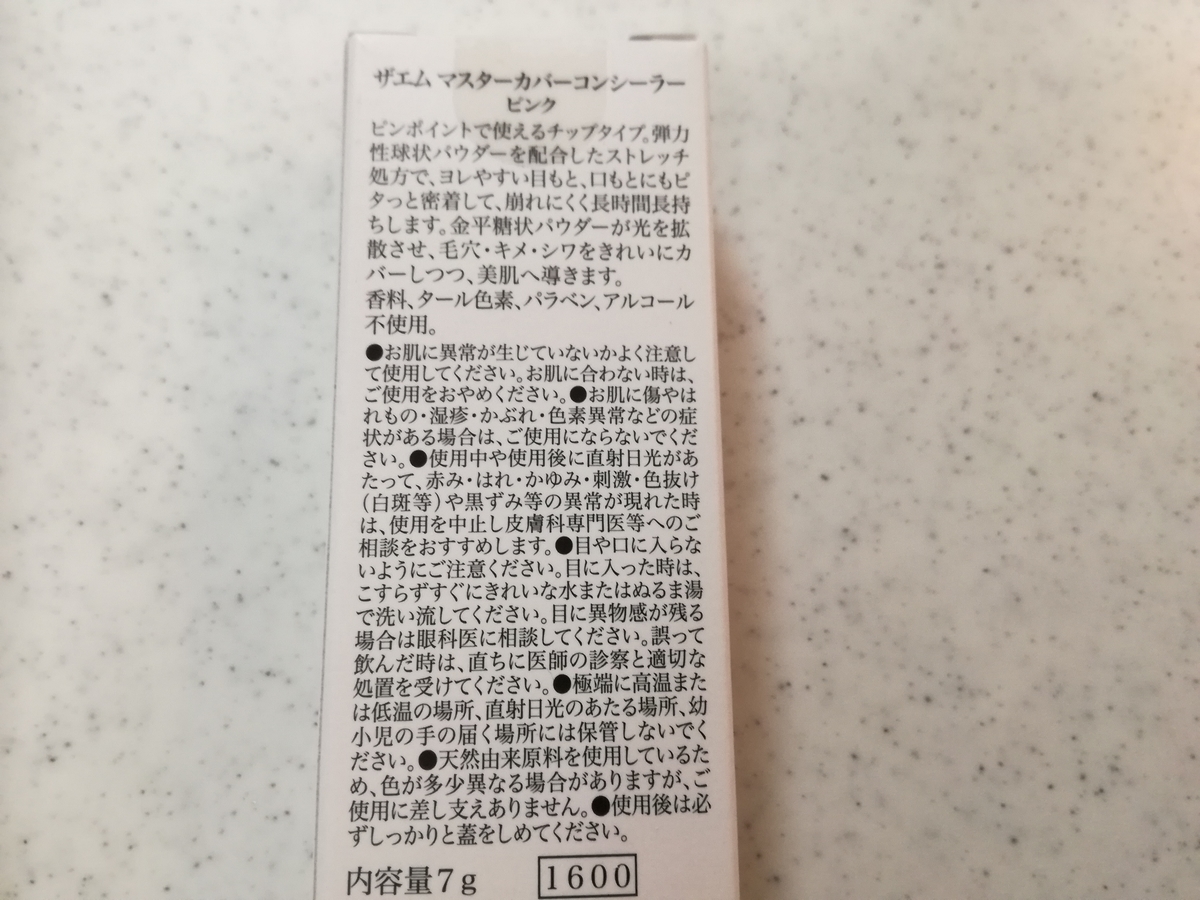 ザエム マスターカバーコンシーラー
ピンク
ピンポイントで使えるチップタイプ。弾力
性球状パウダーを配合したストレッチ
処方で、ヨレやすい目もと、口もとにもピ
タっと密着して、崩れにくく長時間長持
ちします。金平糖状パウダーが光を拡
散させ、毛穴・キメ・シワをきれいにカ
バーしつつ、美肌へ導きます。
香料、タール色素、パラベン、アルコール
不使用。
●お肌に異常が生じていないかよく注意し
て使用してください。お肌に合わない時は、
ご使用をおやめください。●お肌に傷やは
れもの・湿疹・かぶれ・色素異常などの症
状がある場合は、ご使用にならないでくだ
さい。●使用中や使用後に直射日光があ
たって、赤み・はれ・かゆみ・刺激・色抜け
(白斑等)や黒ずみ等の異常が現れた時
は、使用を中止し皮膚科専門医等へのご
相談をおすすめします。●目や口に入らな
いようにご注意ください。目に入った時は、
こすらずすぐにきれいな水またはぬるま湯
で洗い流してください。目に異物感が残る
場合は眼科医に相談してください。誤って
飲んだ時は、直ちに医師の診察と適切な
処置を受けてください。●極端に高温また
は低温の場所、直射日光のあたる場所、幼
小児の手の届く場所には保管しないでく
ださい。●天然由来原料を使用しているた
め、色が多少異なる場合がありますが、ご
使用に差し支えありません。●使用後は必
ずしっかりと蓋をしめてください。
内容量7g 1600